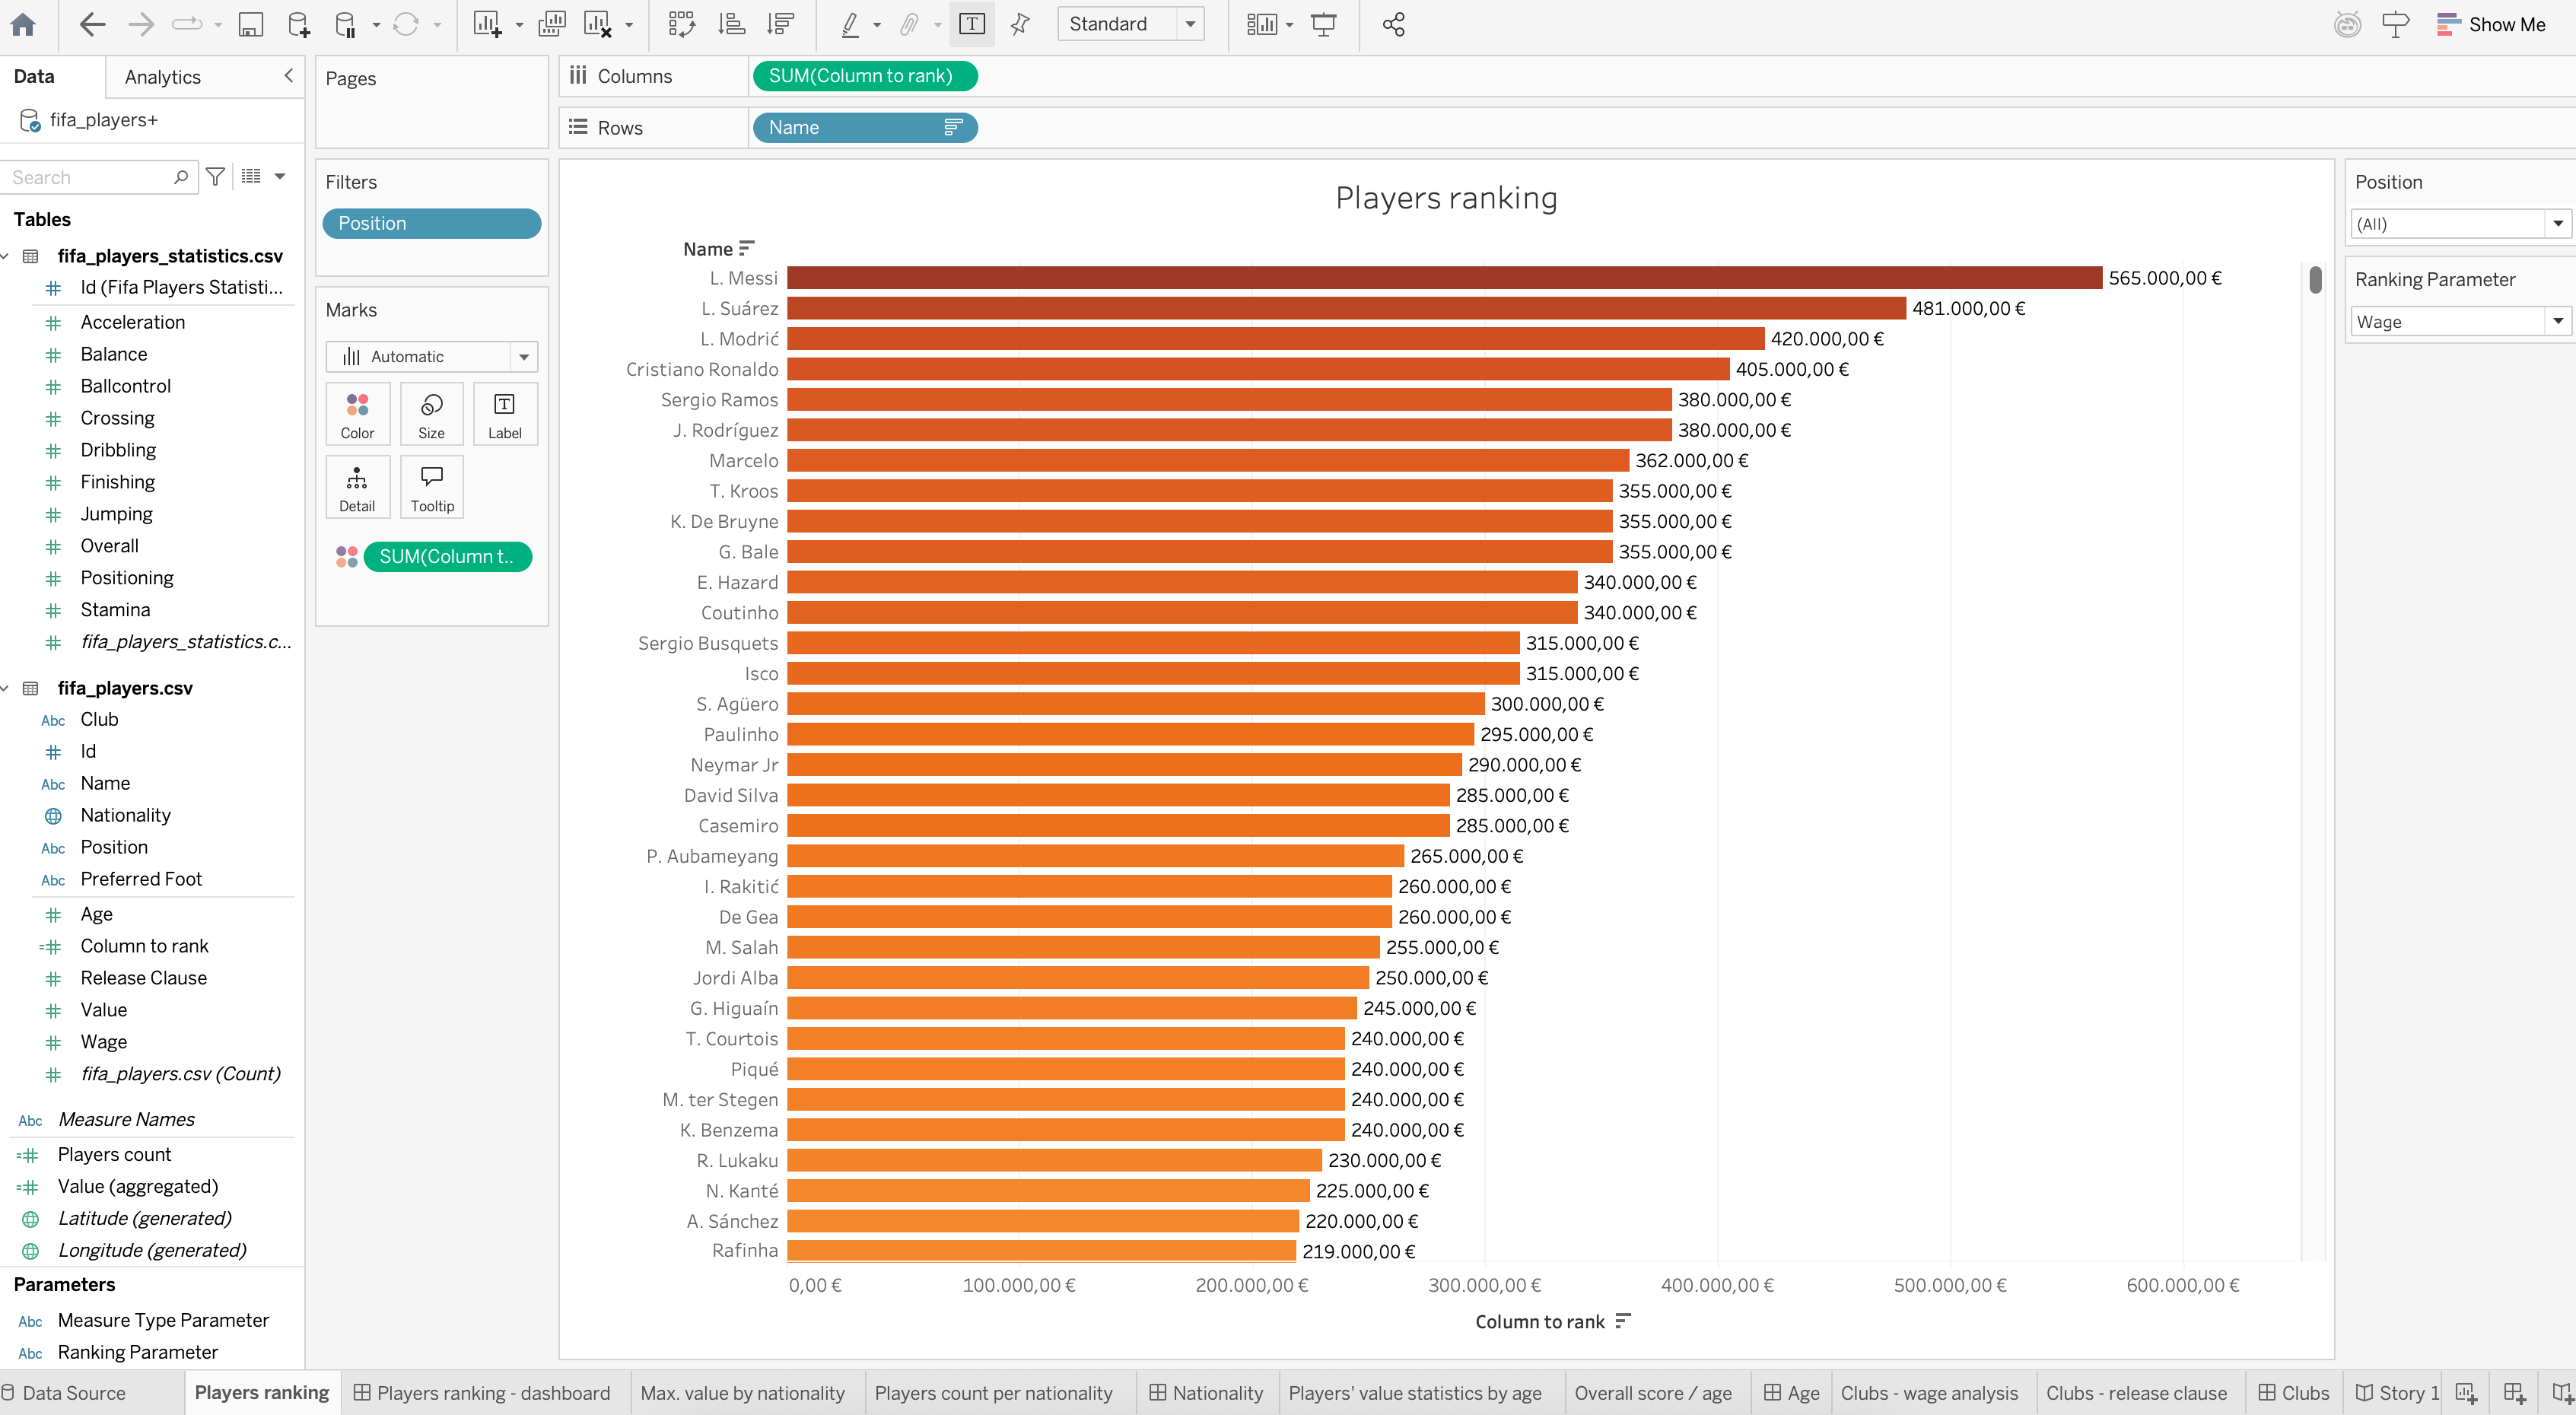 Standard
Show Me
Data
Analytics
fifa_players+
Search
Tables
fifa_players_statistics.csv
Id (Fifa Players Statisti...
Acceleration
Balance
Ballcontrol
Crossing
Dribbling
Finishing
Jumping
Overall
Positioning
Stamina
fifa_players_statistics.c...
fifa_players.csv
Abc Club
Id
Abc Name
Nationality
Abc Position
Abc Preferred Foot
Age
Column to rank
Release Clause
Value
Wage
fifa_players.csv (Count)
Abc Measure Names
Players count
Value (aggregated)
Latitude (generated)
Longitude (generated)
Parameters
Abc Measure Type Parameter
Abc Ranking Parameter
Pages
Filters
Position
Marks
Automatic
Color Size Label
Detail Tooltip
SUM(Column t..
Columns SUM(Column to rank)
Rows Name
Players ranking
Name
L. Messi 565.000,00 €
L. Suárez 481.000,00 €
L. Modrić 420.000,00 €
Cristiano Ronaldo 405.000,00 €
Sergio Ramos 380.000,00 €
J. Rodríguez 380.000,00 €
Marcelo 362.000,00 €
T. Kroos 355.000,00 €
K. De Bruyne 355.000,00 €
G. Bale 355.000,00 €
E. Hazard 340.000,00 €
Coutinho 340.000,00 €
Sergio Busquets 315.000,00 €
Isco 315.000,00 €
S. Agüero 300.000,00 €
Paulinho 295.000,00 €
Neymar Jr 290.000,00 €
David Silva 285.000,00 €
Casemiro 285.000,00 €
P. Aubameyang 265.000,00 €
I. Rakitić 260.000,00 €
De Gea 260.000,00 €
M. Salah 255.000,00 €
Jordi Alba 250.000,00 €
G. Higuaín 245.000,00 €
T. Courtois 240.000,00 €
Piqué 240.000,00 €
M. ter Stegen 240.000,00 €
K. Benzema 240.000,00 €
R. Lukaku 230.000,00 €
N. Kanté 225.000,00 €
A. Sánchez 220.000,00 €
Rafinha 219.000,00 €
0,00 € 100.000,00 € 200.000,00 € 300.000,00 € 400.000,00 € 500.000,00 € 600.000,00 €
Column to rank
Position
(All)
Ranking Parameter
Wage
Data Source Players ranking Players ranking - dashboard Max. value by nationality Players count per nationality Nationality Players' value statistics by age Overall score / age Age Clubs - wage analysis Clubs - release clause Clubs Story 1